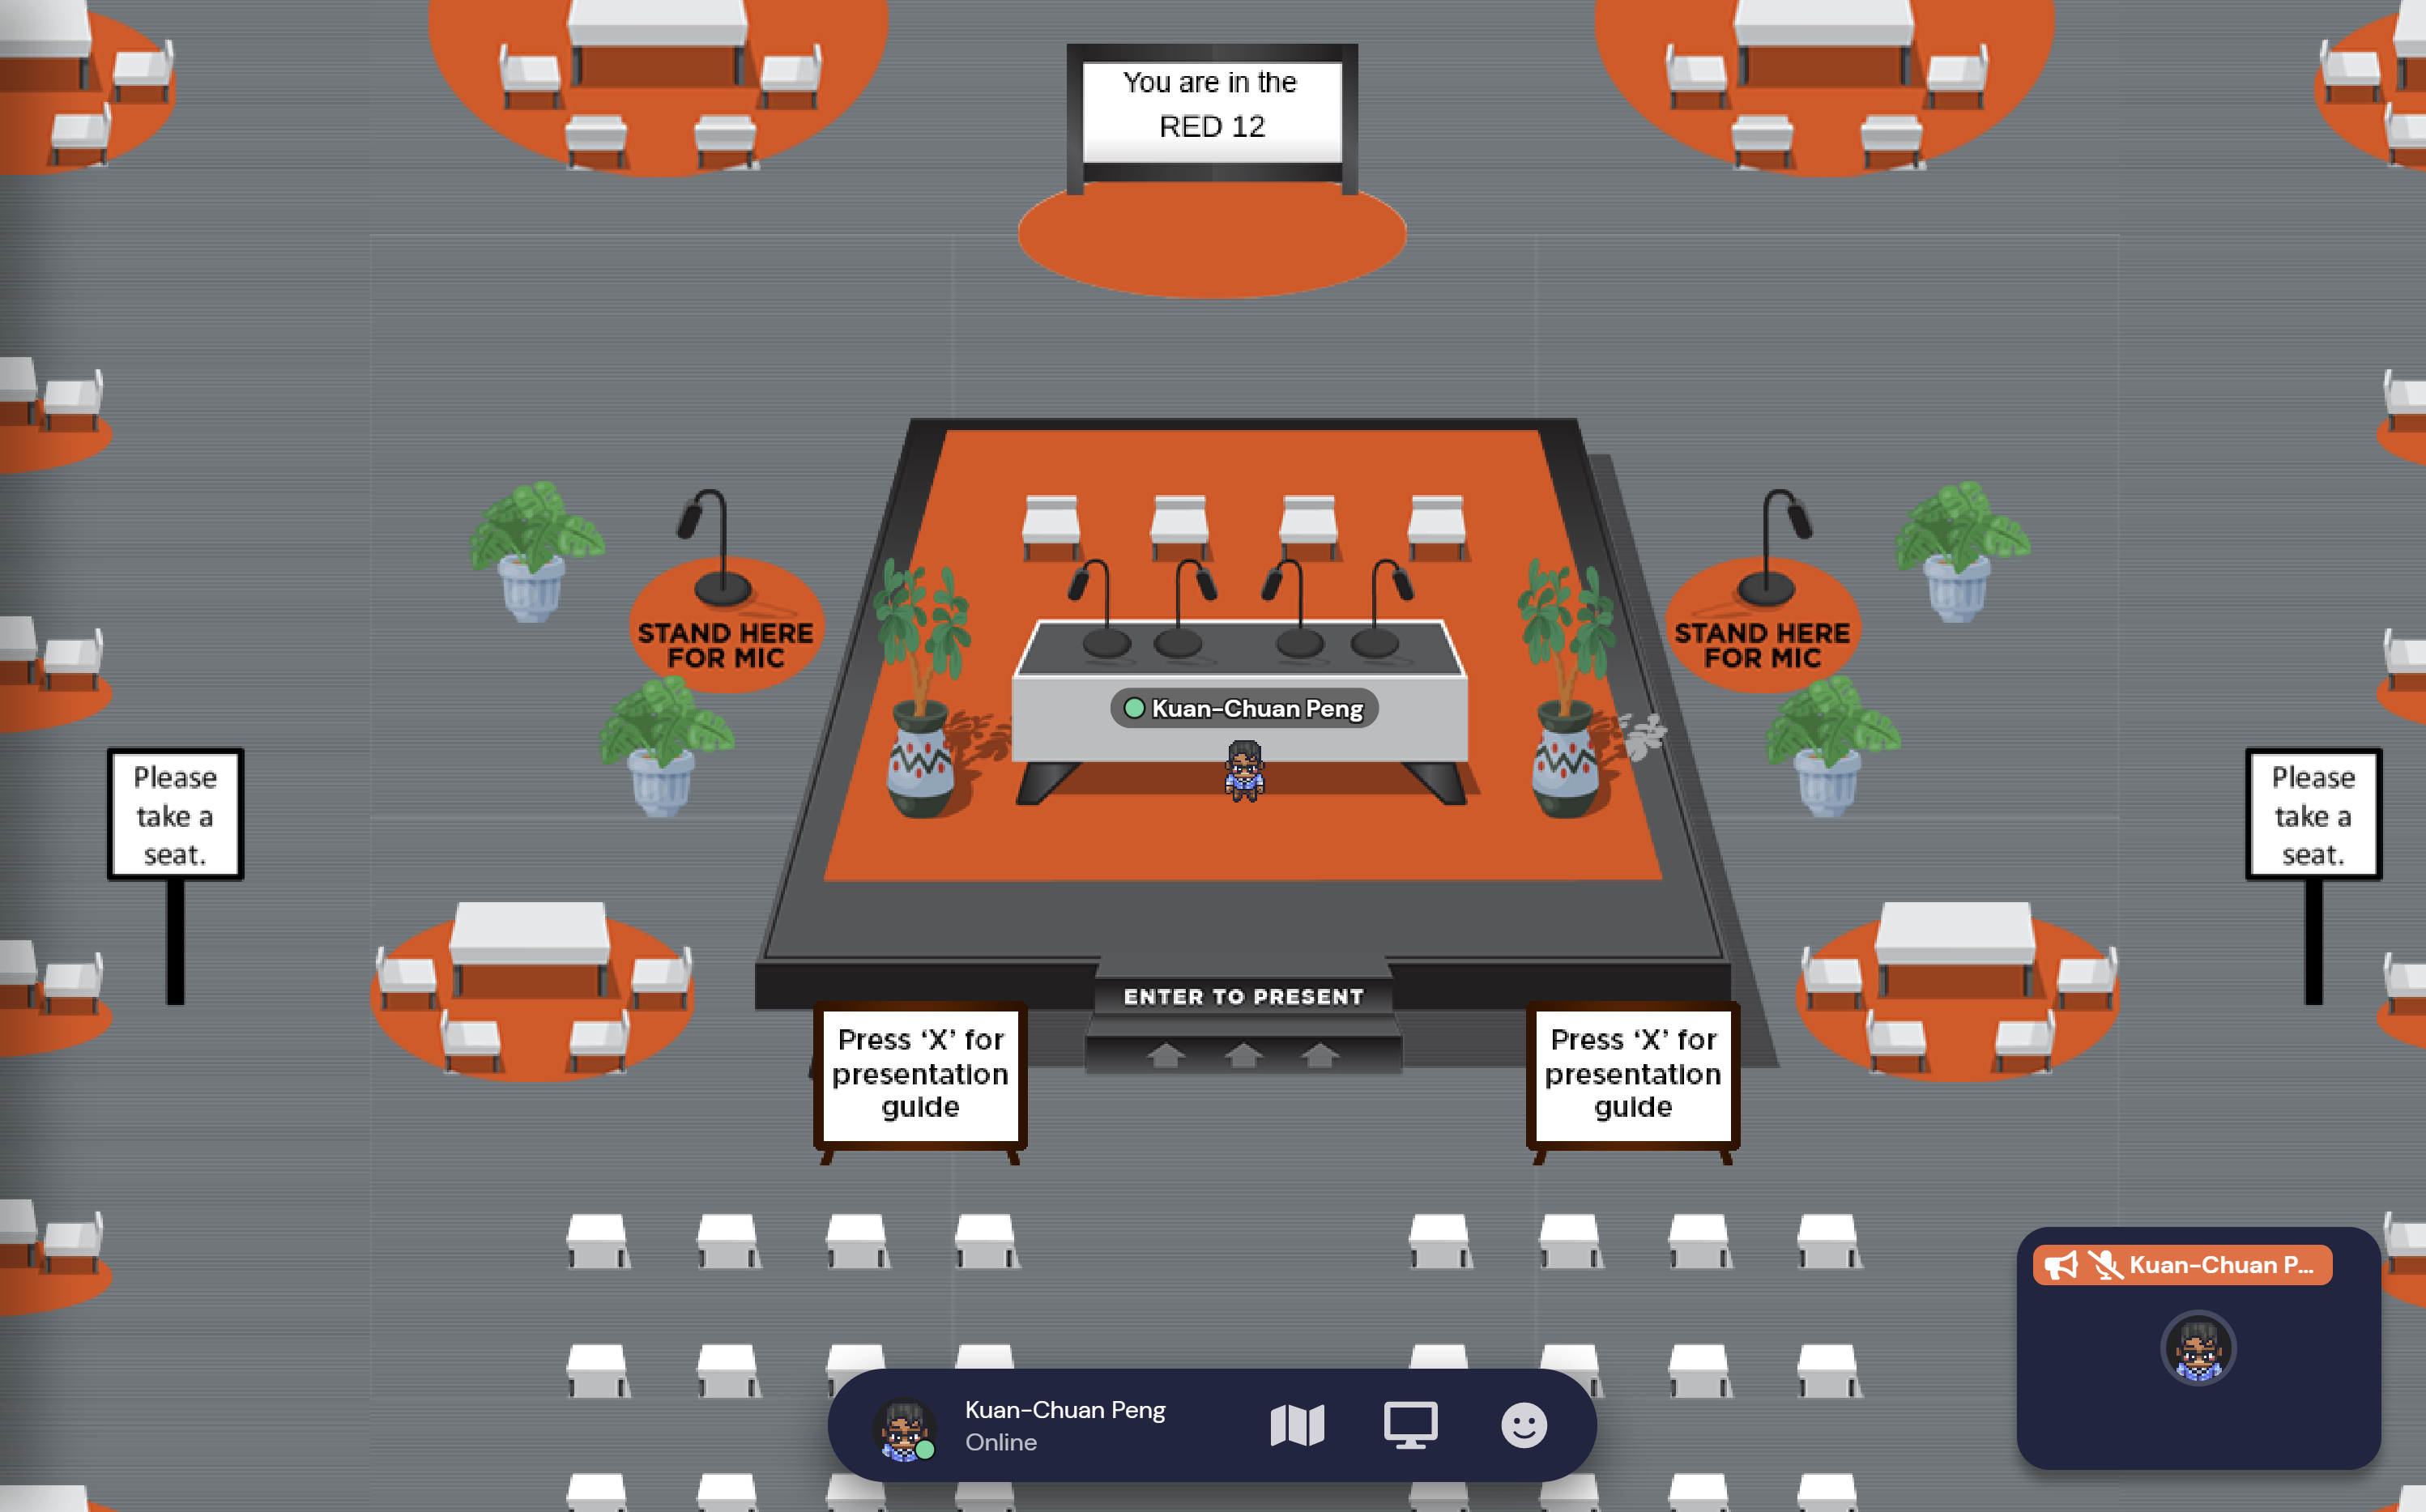 You are in the
RED 12
STAND HERE
FOR MIC
STAND HERE
FOR MIC
Kuan-Chuan Peng
Please
take a
seat.
Please
take a
seat.
ENTER TO PRESENT
Press ‘X’ for
presentation
guide
Press ‘X’ for
presentation
guide
Kuan-Chuan P...
Kuan-Chuan Peng
Online